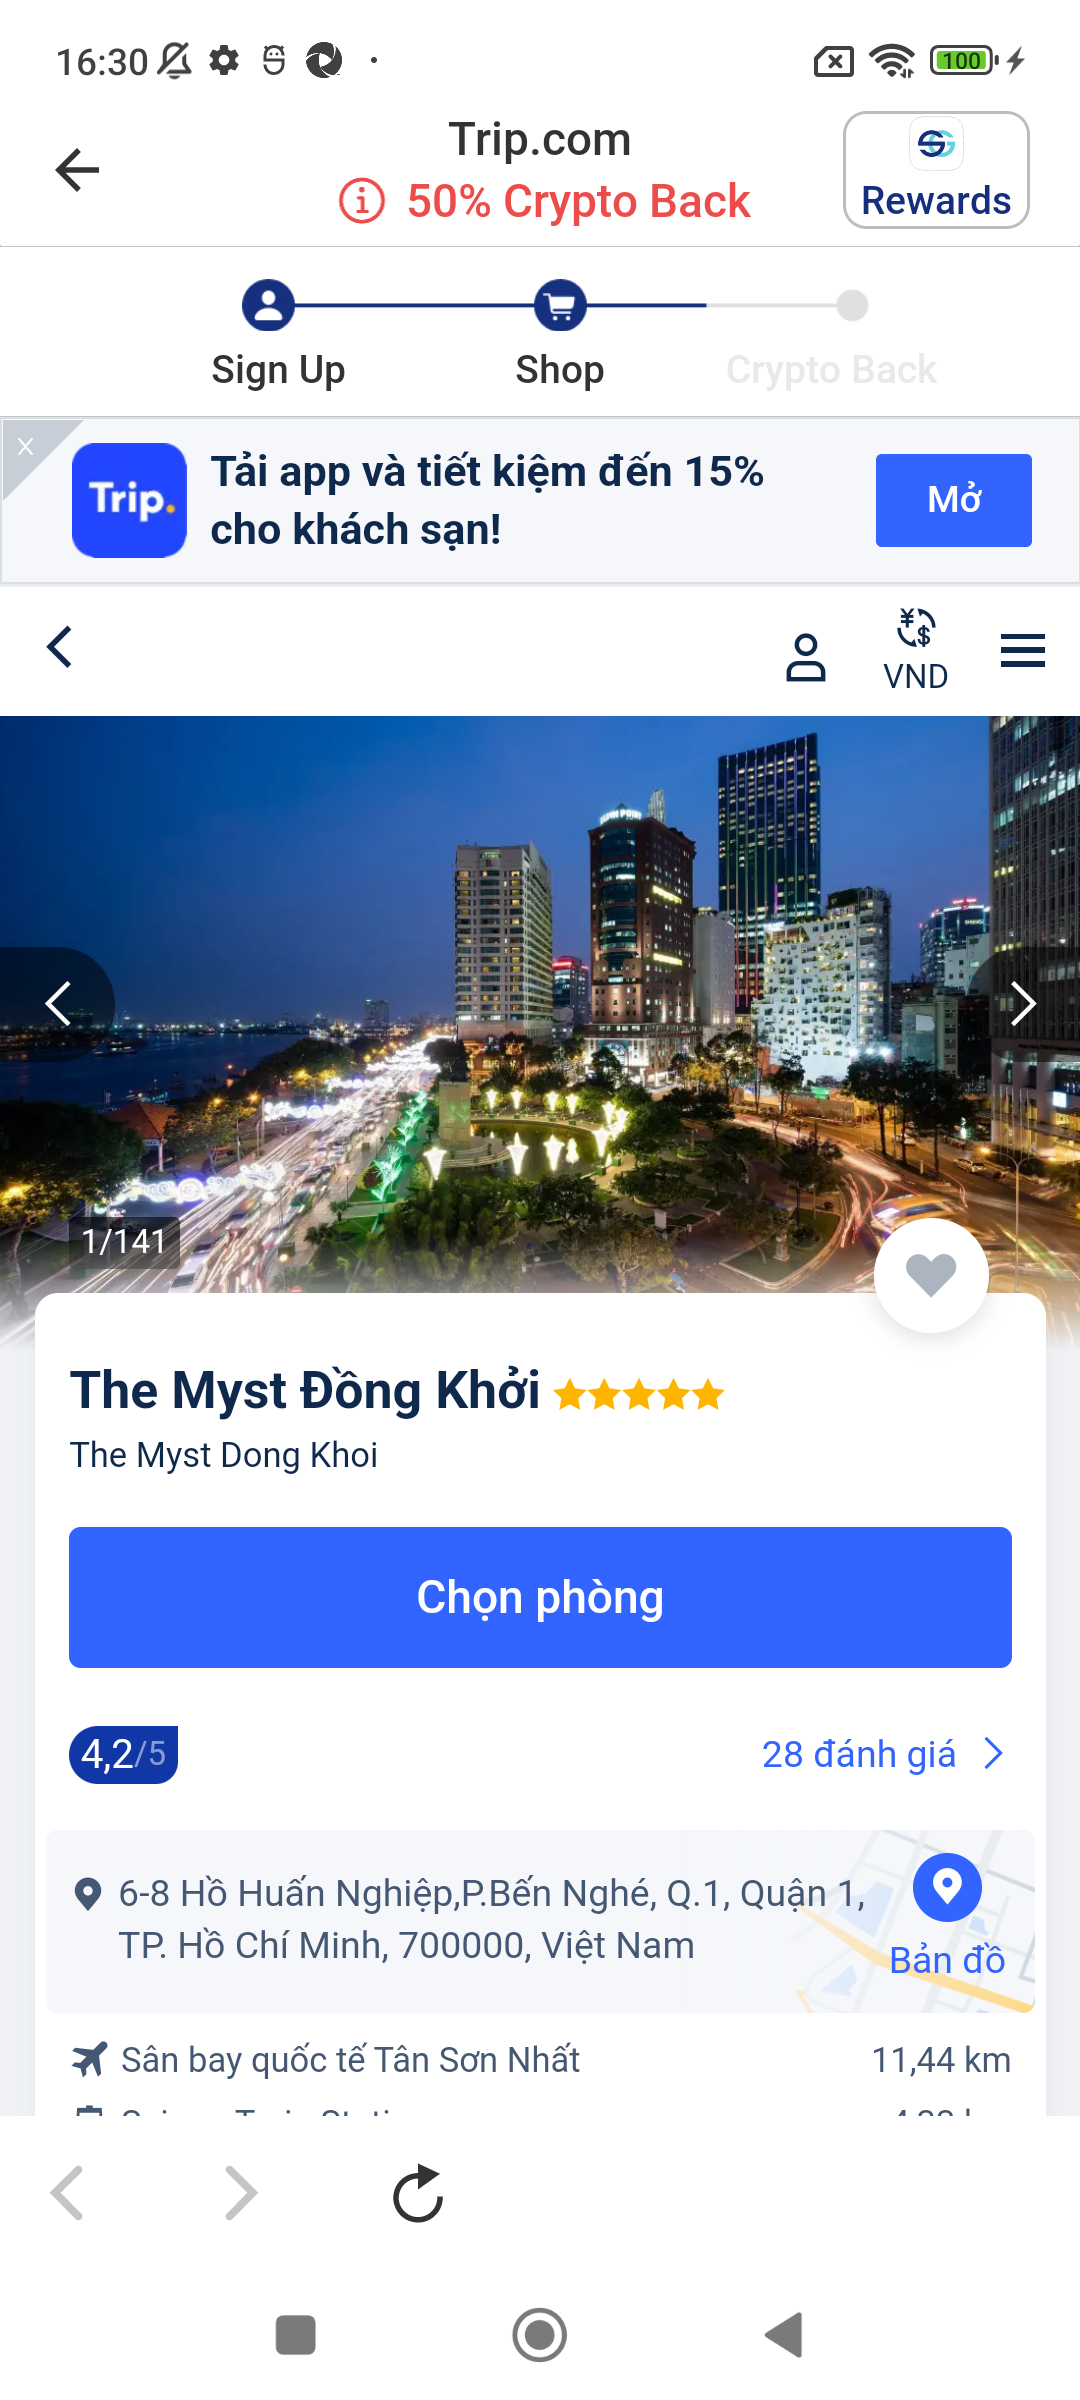 16:30
100
Trip.com
50% Crypto Back
Rewards
Sign Up
Shop
Crypto Back
Trip.
Tải app và tiết kiệm đến 15%
cho khách sạn!
Mở
VND
1/141
The Myst Đồng Khởi
The Myst Dong Khoi
Chọn phòng
4,2/5
28 đánh giá
6-8 Hồ Huấn Nghiệp,P.Bến Nghé, Q.1, Quận 1,
TP. Hồ Chí Minh, 700000, Việt Nam
Bản đồ
Sân bay quốc tế Tân Sơn Nhất
11,44 km